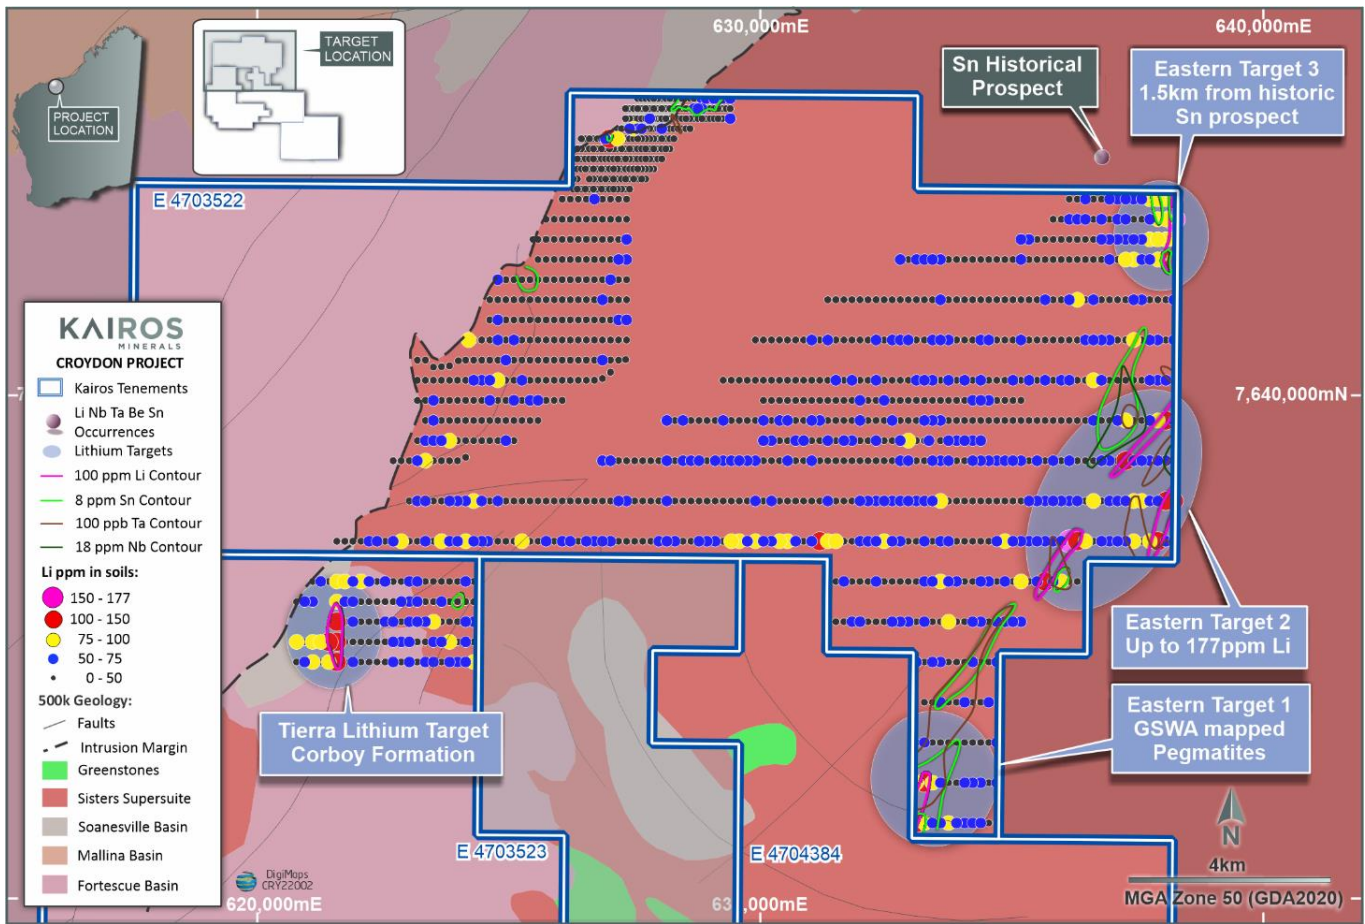 630,000mE
640,000mE
TARGET
LOCATION
PROJECT
LOCATION
Sn Historical
Prospect
Eastern Target 3
1.5km from historic
Sn prospect
E 4703522
7,640,000mN
KAIROS
MINERALS
CROYDON PROJECT
Kairos Tenements
Li Nb Ta Be Sn
Occurrences
Lithium Targets
100 ppm Li Contour
8 ppm Sn Contour
100 ppb Ta Contour
18 ppm Nb Contour
Li ppm in soils:
150 - 177
100 - 150
75 - 100
50 - 75
0 - 50
500k Geology:
Faults
Intrusion Margin
Greenstones
Sisters Supersuite
Soanesville Basin
Mallina Basin
Fortescue Basin
Eastern Target 2
Up to 177ppm Li
Tierra Lithium Target
Corboy Formation
Eastern Target 1
GSWA mapped
Pegmatites
E 4703523
E 4704384
N
4km
MGA Zone 50 (GDA2020)
DigiMaps
CRY22002
620,000mE